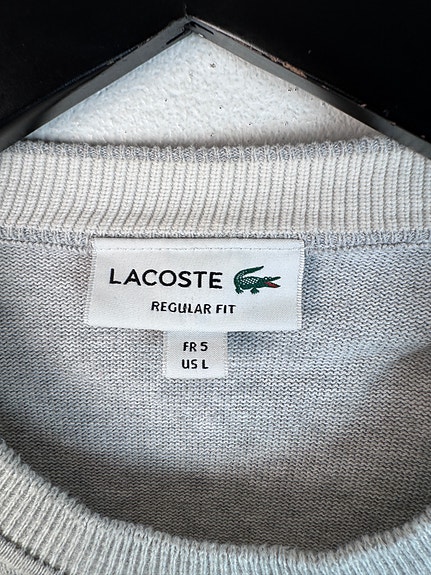 LACOSTE
REGULAR FIT
FR 5
US L